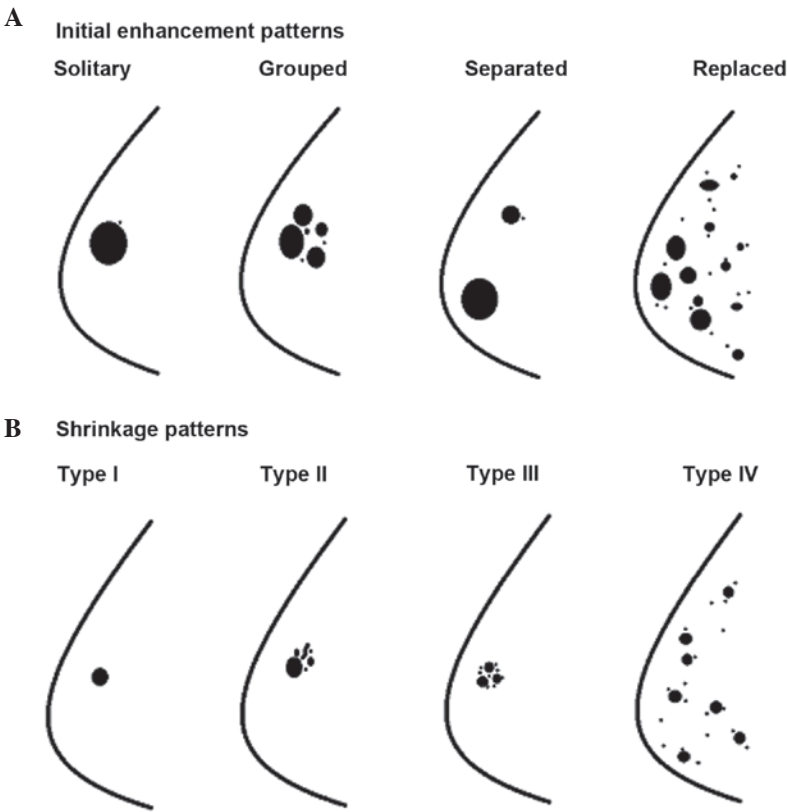 A
Initial enhancement patterns
Solitary Grouped Separated Replaced
B
Shrinkage patterns
Type I Type II Type III Type IV